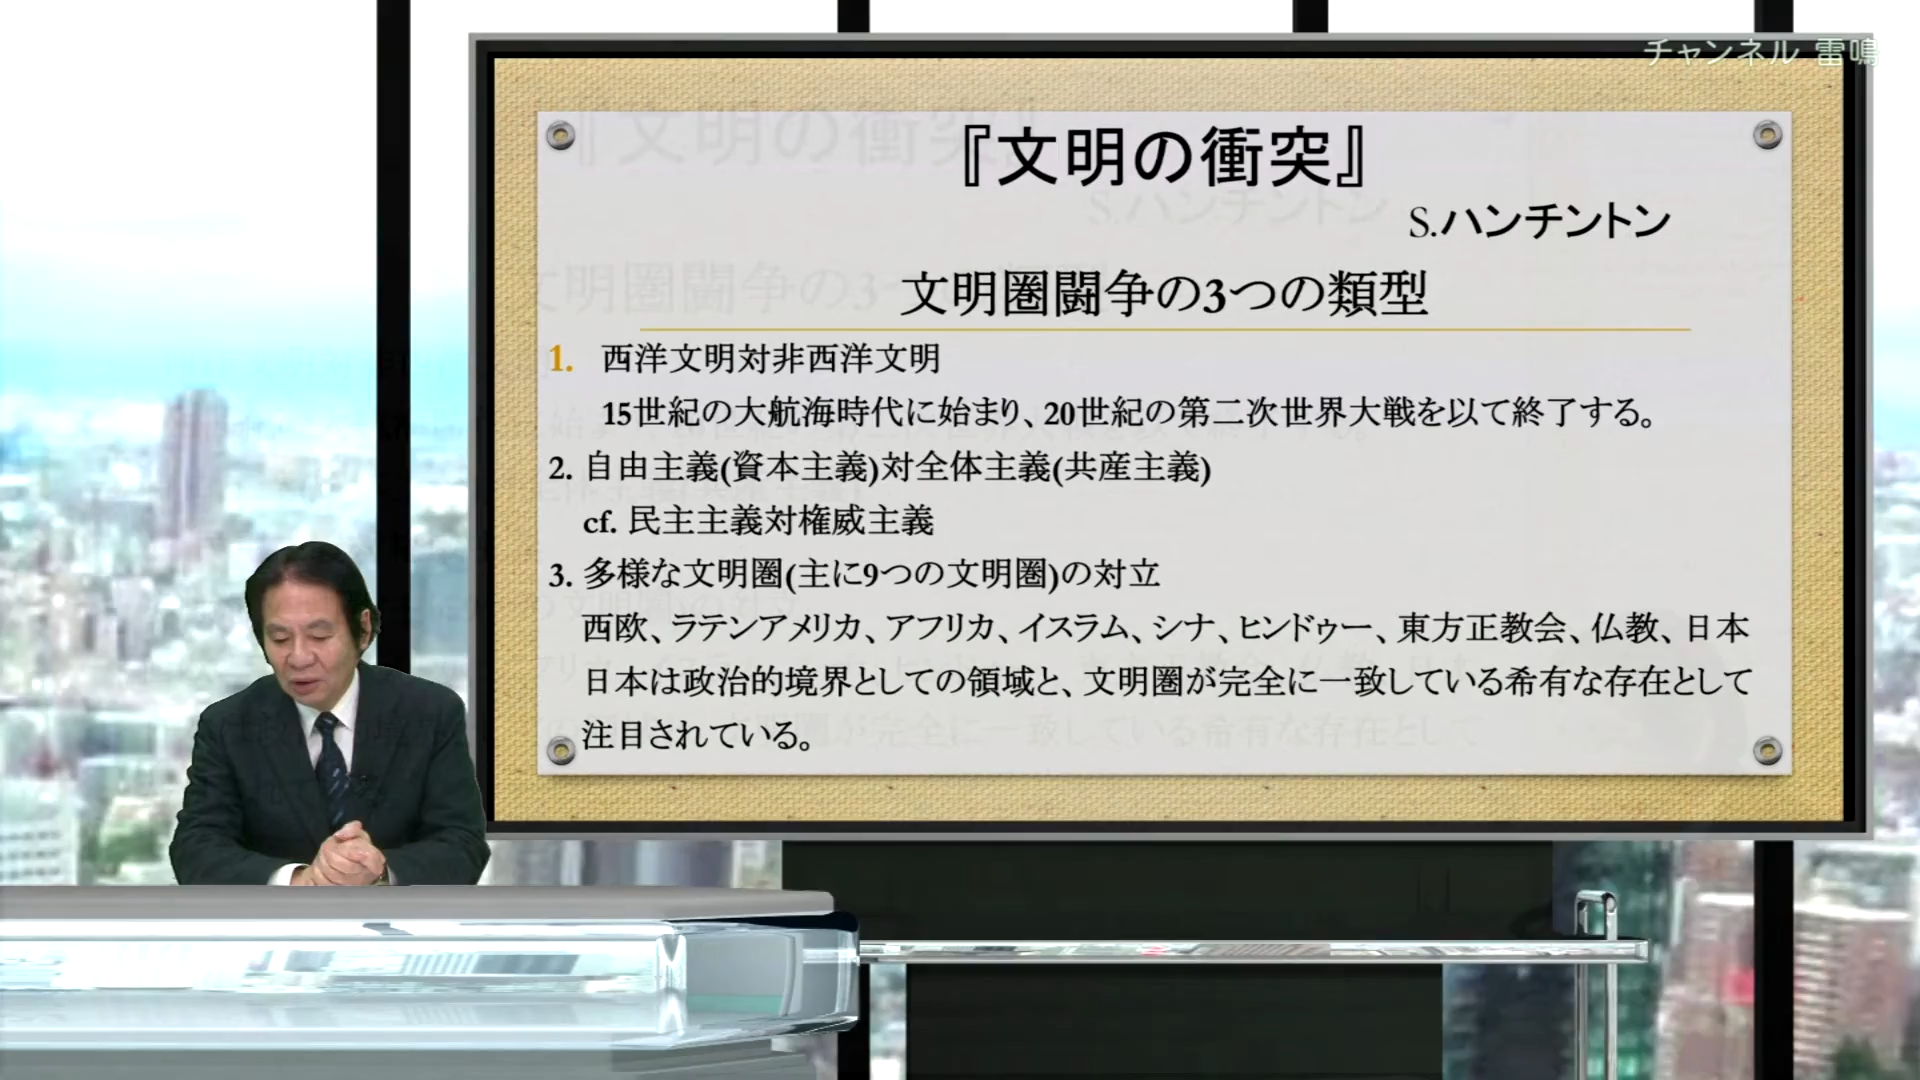 チャンネル 雷鳴
『文明の衝突』
S.ハンチントン
文明圏闘争の3つの類型
1. 西洋文明対非西洋文明
15世紀の大航海時代に始まり、20世紀の第二次世界大戦を以て終了する。
2. 自由主義(資本主義)対全体主義(共産主義)
cf. 民主主義対権威主義
3. 多様な文明圏(主に9つの文明圏)の対立
西欧、ラテンアメリカ、アフリカ、イスラム、シナ、ヒンドゥー、東方正教会、仏教、日本
日本は政治的境界としての領域と、文明圏が完全に一致している希有な存在として
注目されている。